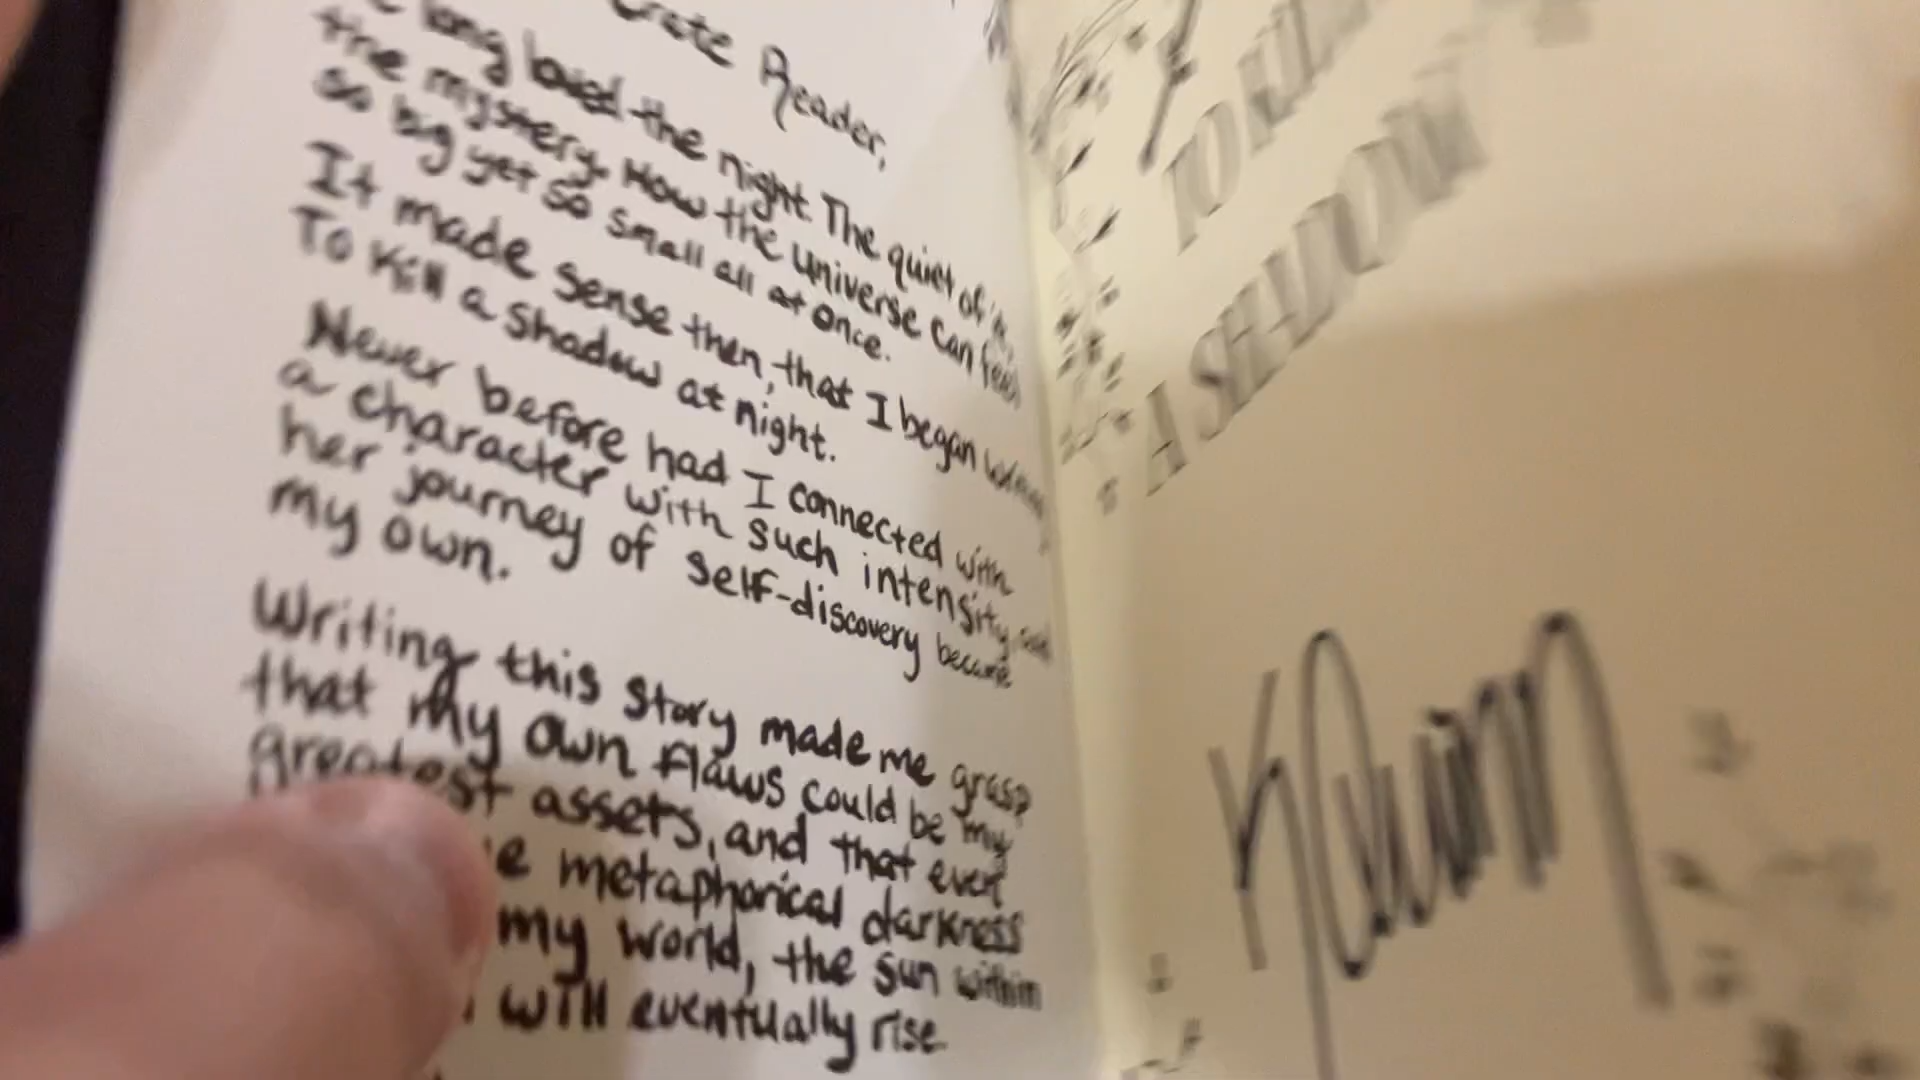 Crate Reader,
long loved the night. The quiet of
the mystery. How the universe can feel
so big yet so small all at once.
It made sense then, that I began
To Kill a shadow at night.
Never before had I connected with
a character with such intensity, and
her journey of self-discovery became
my own.
Writing this story made me grasp
that my own flaws could be my
greatest assets, and that even
metaphorical darkness
my world, the sun within
will eventually rise.
A SHADOW